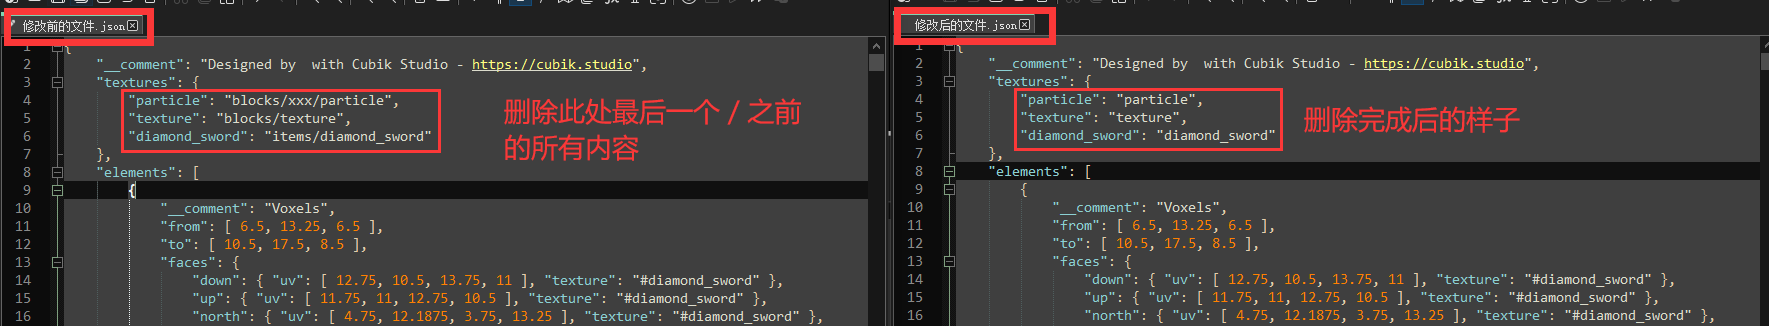 修改前的文件.json
1 {
2 "__comment": "Designed by  with Cubik Studio - https://cubik.studio",
3 "textures": {
4 "particle": "blocks/xxx/particle",
5 "texture": "blocks/texture",
6 "diamond_sword": "items/diamond_sword"
7 },
8 "elements": [
9 {
10 "__comment": "Voxels",
11 "from": [ 6.5, 13.25, 6.5 ],
12 "to": [ 10.5, 17.5, 8.5 ],
13 "faces": {
14 "down": { "uv": [ 12.75, 10.5, 13.75, 11 ], "texture": "#diamond_sword" },
15 "up": { "uv": [ 11.75, 11, 12.75, 10.5 ], "texture": "#diamond_sword" },
16 "north": { "uv": [ 4.75, 12.1875, 3.75, 13.25 ], "texture": "#diamond_sword" },
删除此处最后一个 / 之前
的所有内容
修改后的文件.json
1 {
2 "__comment": "Designed by  with Cubik Studio - https://cubik.studio",
3 "textures": {
4 "particle": "particle",
5 "texture": "texture",
6 "diamond_sword": "diamond_sword"
7 },
8 "elements": [
9 {
10 "__comment": "Voxels",
11 "from": [ 6.5, 13.25, 6.5 ],
12 "to": [ 10.5, 17.5, 8.5 ],
13 "faces": {
14 "down": { "uv": [ 12.75, 10.5, 13.75, 11 ], "texture": "#diamond_sword" },
15 "up": { "uv": [ 11.75, 11, 12.75, 10.5 ], "texture": "#diamond_sword" },
16 "north": { "uv": [ 4.75, 12.1875, 3.75, 13.25 ], "texture": "#diamond_sword" },
删除完成后的样子